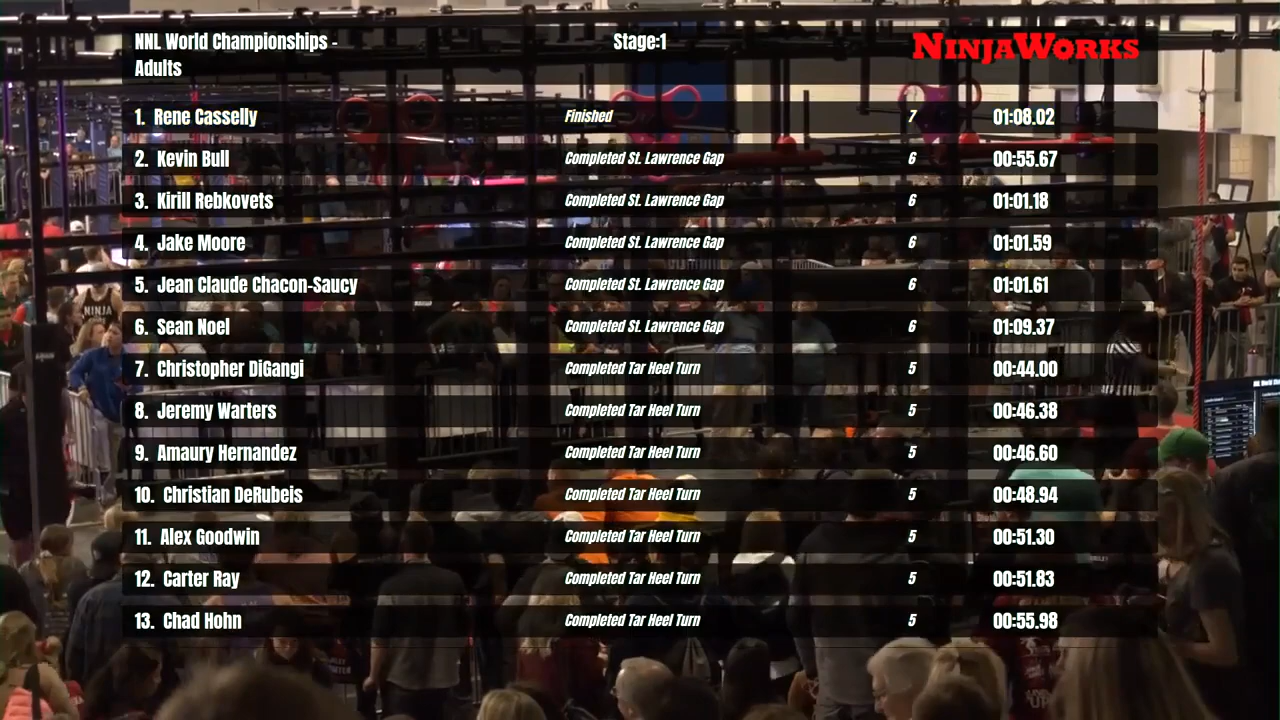 NNL World Championships -
Adults
Stage:1
NINJAWORKS
1. Rene Casselly Finished 7 01:08.02
2. Kevin Bull Completed St. Lawrence Gap 6 00:55.67
3. Kirill Rebkovets Completed St. Lawrence Gap 6 01:01.18
4. Jake Moore Completed St. Lawrence Gap 6 01:01.59
5. Jean Claude Chacon-Saucy Completed St. Lawrence Gap 6 01:01.61
6. Sean Noel Completed St. Lawrence Gap 6 01:09.37
7. Christopher DiGangi Completed Tar Heel Turn 5 00:44.00
8. Jeremy Warters Completed Tar Heel Turn 5 00:46.38
9. Amaury Hernandez Completed Tar Heel Turn 5 00:46.60
10. Christian DeRubeis Completed Tar Heel Turn 5 00:48.94
11. Alex Goodwin Completed Tar Heel Turn 5 00:51.30
12. Carter Ray Completed Tar Heel Turn 5 00:51.83
13. Chad Hohn Completed Tar Heel Turn 5 00:55.98
NINJA